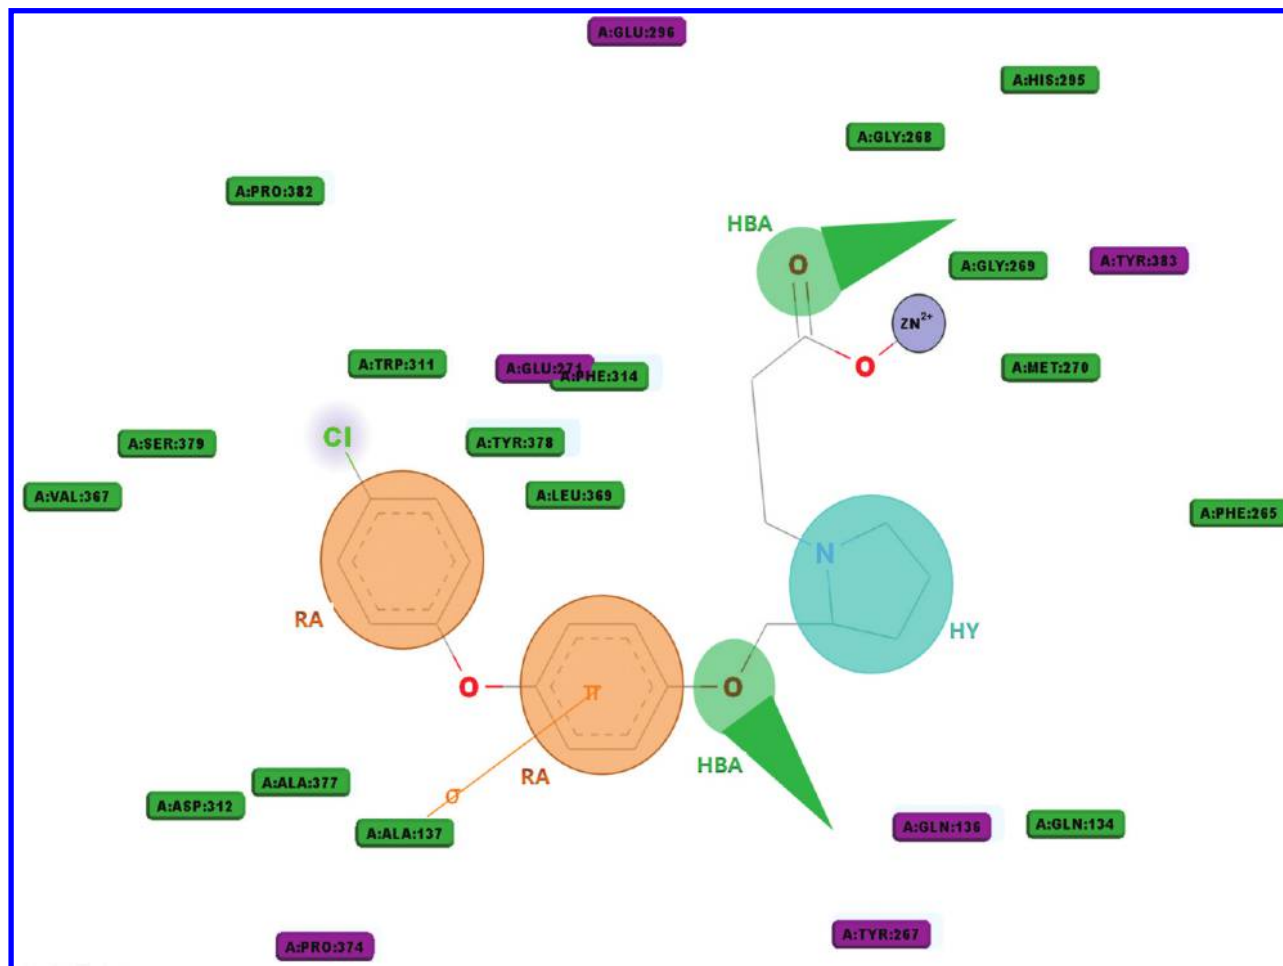 A:GLU:296
A:HIS:295
A:GLY:268
A:PRO:382
HBA
O
A:GLY:269
A:TYR:383
ZN²⁺
A:TRP:311
A:GLU:271
A:PHE:314
O
A:MET:270
Cl
A:SER:379
A:TYR:378
A:VAL:367
A:LEU:369
A:PHE:265
N
RA
HY
O
π
O
RA
HBA
A:ALA:377
A:ASP:312
σ
A:ALA:137
A:GLN:136
A:GLN:134
A:PRO:374
A:TYR:267